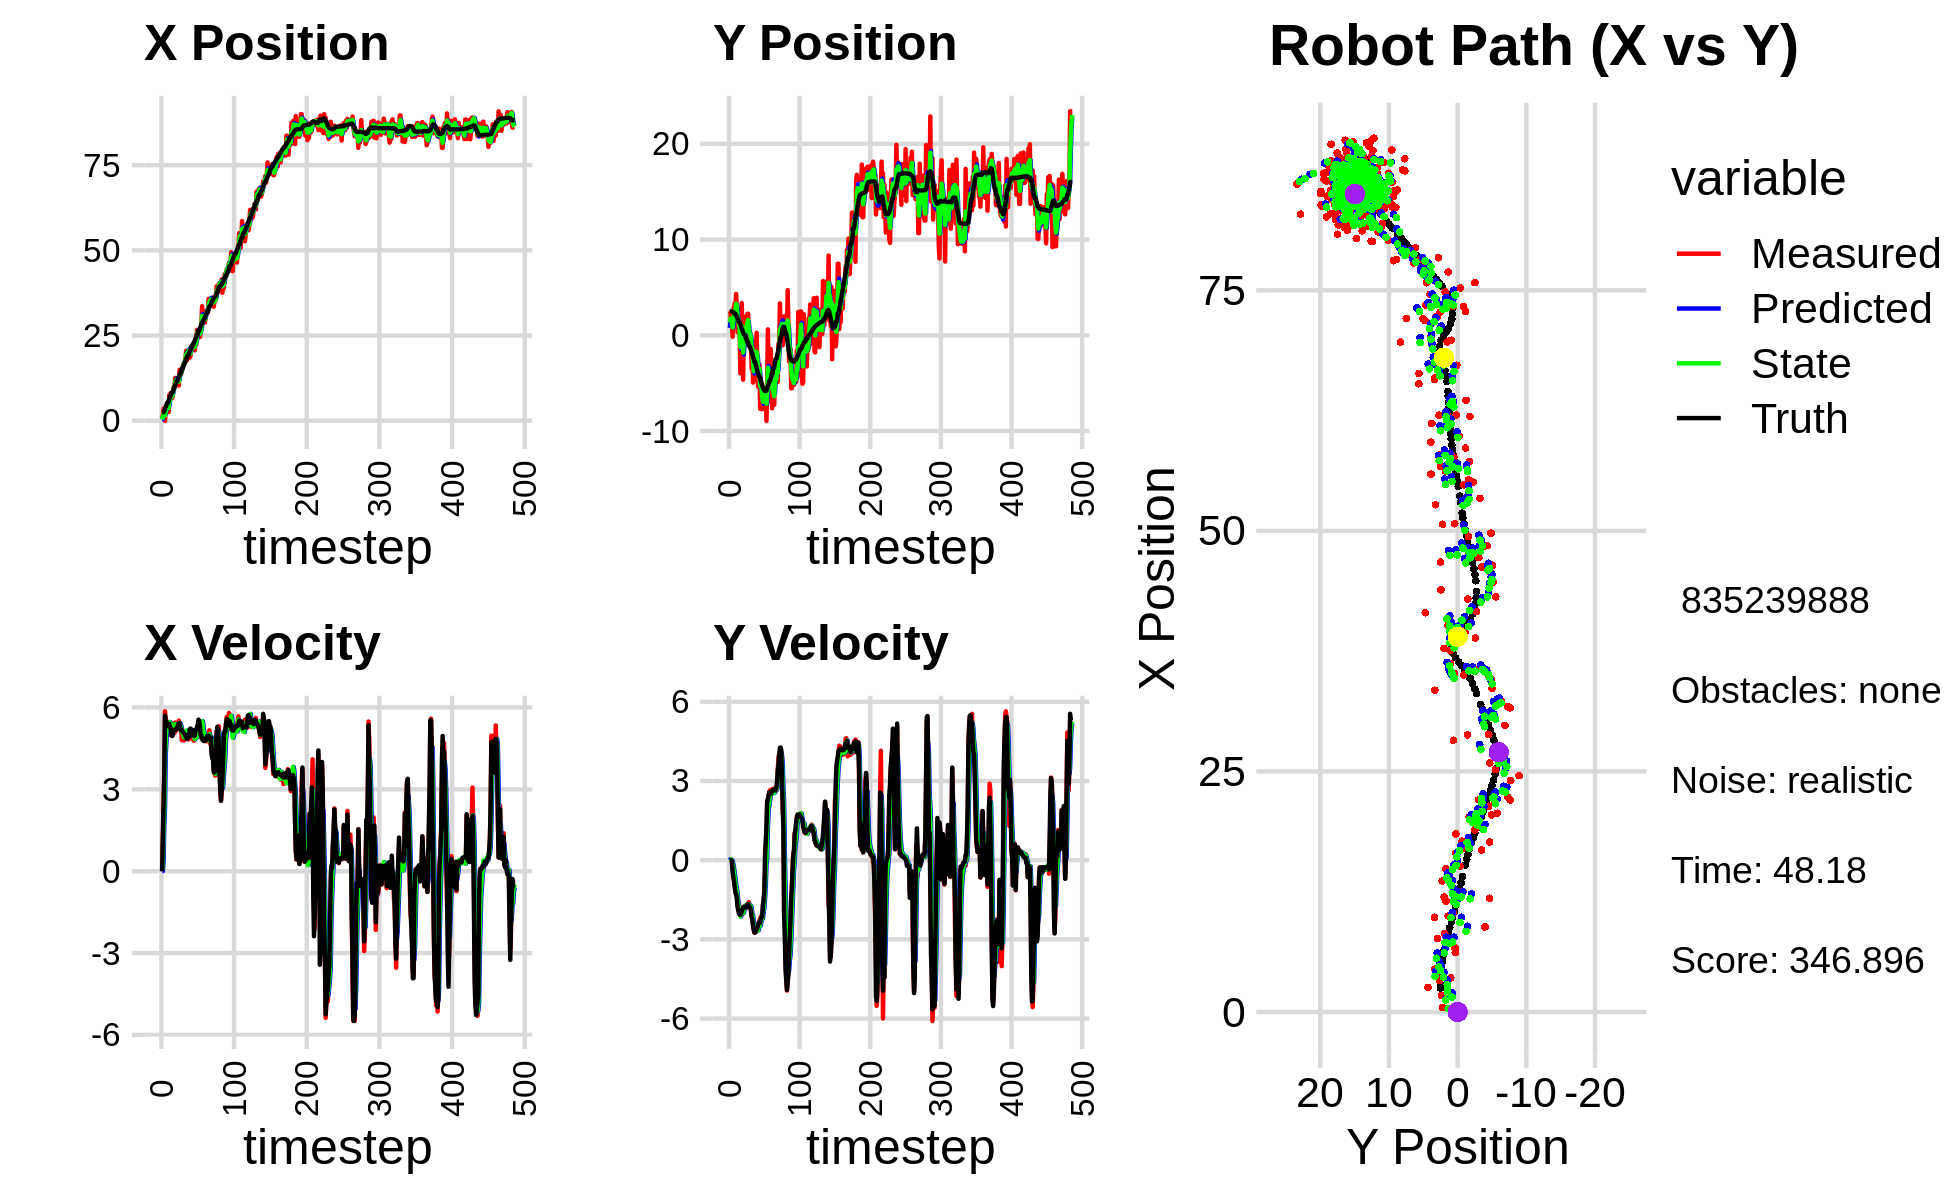 X Position
75
50
25
0
0
100
200
300
400
500
timestep
Y Position
20
10
0
-10
0
100
200
300
400
500
timestep
X Velocity
6
3
0
-3
-6
0
100
200
300
400
500
timestep
Y Velocity
6
3
0
-3
-6
0
100
200
300
400
500
timestep
Robot Path (X vs Y)
X Position
75
50
25
0
20 10 0 -10 -20
Y Position
variable
Measured
Predicted
State
Truth
835239888
Obstacles: none
Noise: realistic
Time: 48.18
Score: 346.896